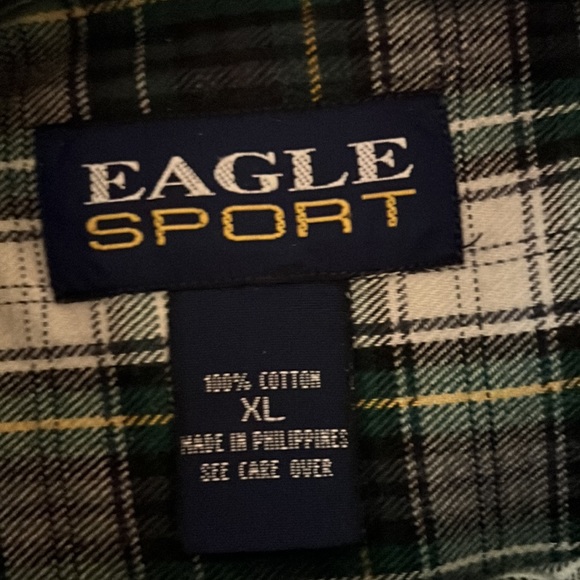 EAGLE
SPORT
100% COTTON
XL
MADE IN PHILIPPINES
SEE CARE OVER